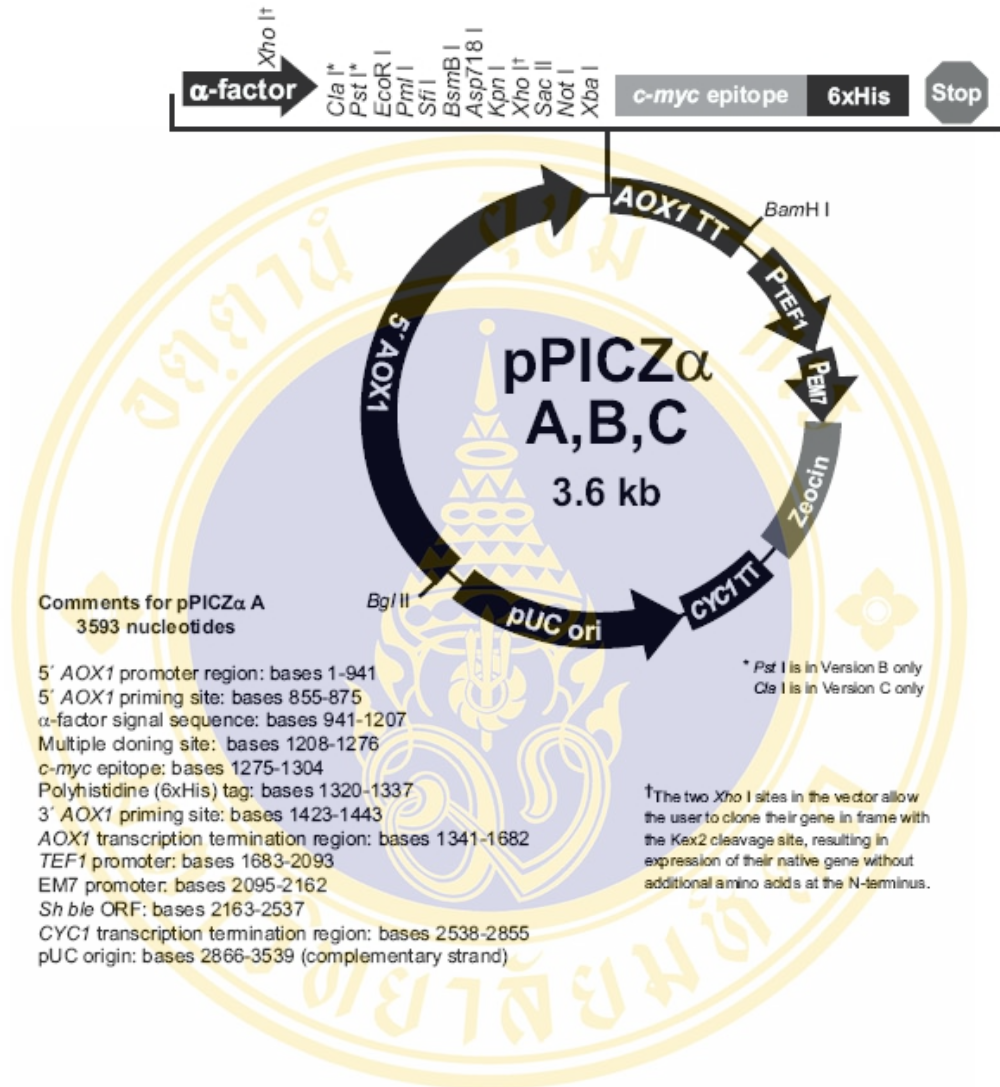 Xho I†
α-factor
Cla I*
Pst I*
EcoR I
Pml I
Sfi I
BsmB I
Asp718 I
Kpn I
Xho I†
Sac II
Not I
Xba I
c-myc epitope
6xHis
Stop
AOX1 TT
BamH I
PTEF1
PEM7
Zeocin
CYC1 TT
pUC ori
Bgl II
5´ AOX1
pPICZα
A,B,C
3.6 kb
Comments for pPICZα A
3593 nucleotides
5´ AOX1 promoter region: bases 1-941
5´ AOX1 priming site: bases 855-875
α-factor signal sequence: bases 941-1207
Multiple cloning site: bases 1208-1276
c-myc epitope: bases 1275-1304
Polyhistidine (6xHis) tag: bases 1320-1337
3´ AOX1 priming site: bases 1423-1443
AOX1 transcription termination region: bases 1341-1682
TEF1 promoter: bases 1683-2093
EM7 promoter: bases 2095-2162
Sh ble ORF: bases 2163-2537
CYC1 transcription termination region: bases 2538-2855
pUC origin: bases 2866-3539 (complementary strand)
* Pst I is in Version B only
Cla I is in Version C only
†The two Xho I sites in the vector allow
the user to clone their gene in frame with
the Kex2 cleavage site, resulting in
expression of their native gene without
additional amino acids at the N-terminus.